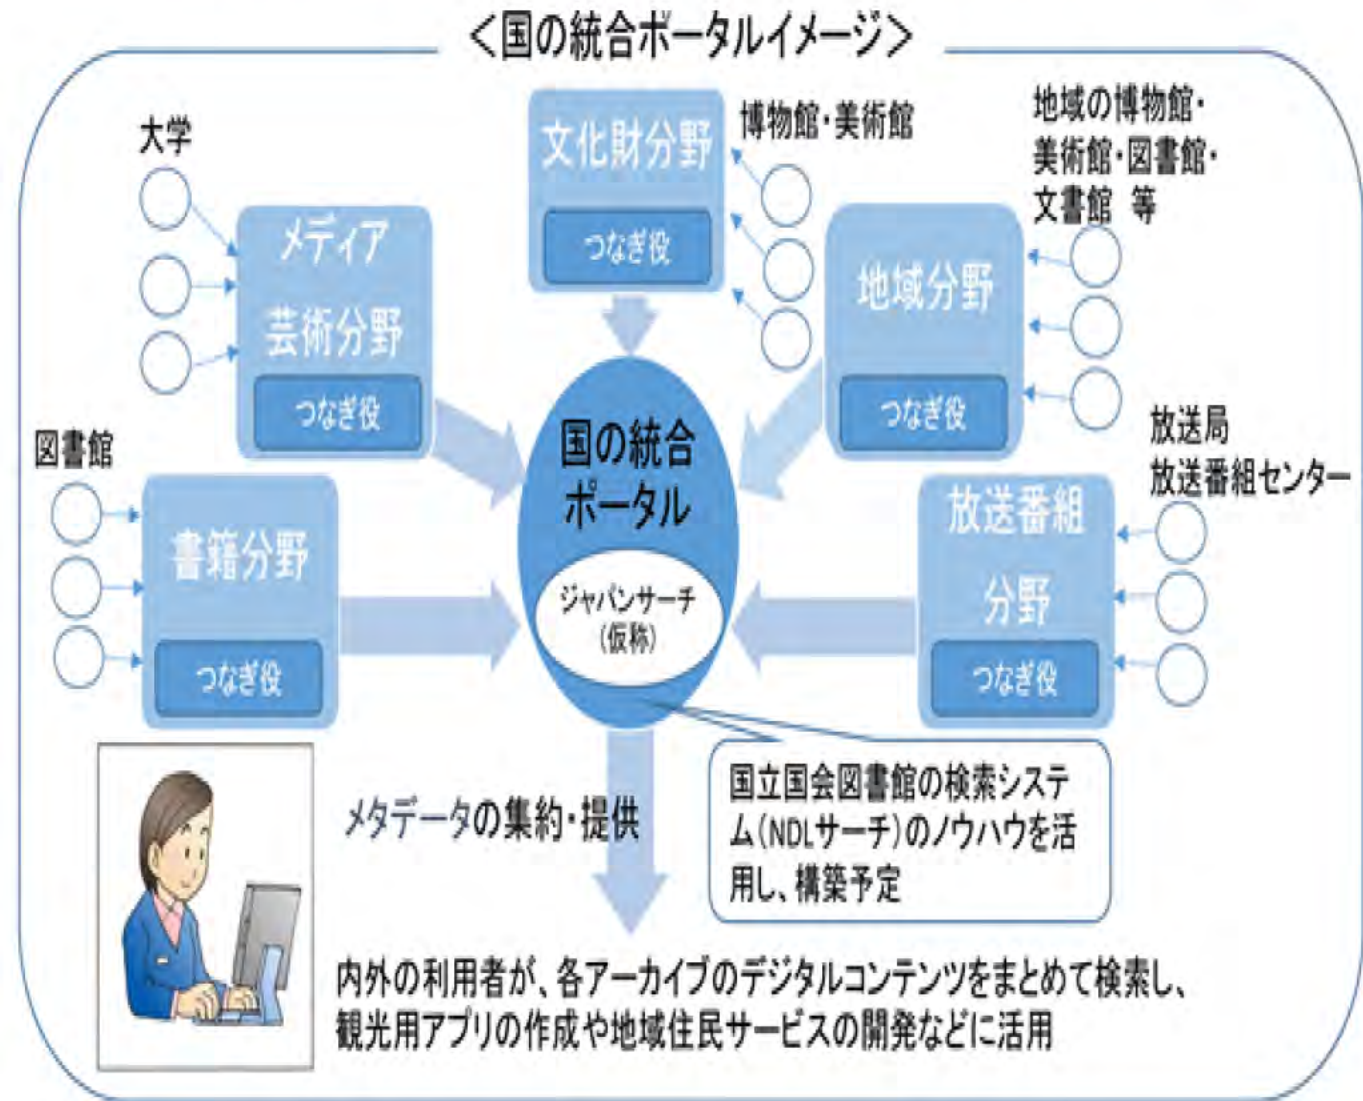 ＜国の統合ポータルイメージ＞
大学
メディア
芸術分野
つなぎ役
文化財分野
つなぎ役
博物館・美術館
地域の博物館・
美術館・図書館・
文書館　等
地域分野
つなぎ役
図書館
書籍分野
つなぎ役
国の統合
ポータル
ジャパンサーチ
（仮称）
放送局
放送番組センター
放送番組
分野
つなぎ役
メタデータの集約・提供
国立国会図書館の検索システ
ム（NDLサーチ）のノウハウを活
用し、構築予定
内外の利用者が、各アーカイブのデジタルコンテンツをまとめて検索し、
観光用アプリの作成や地域住民サービスの開発などに活用